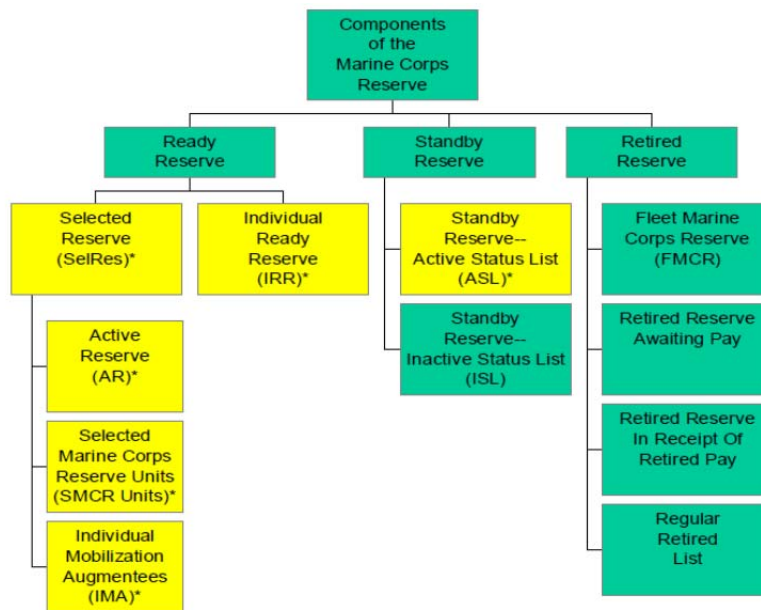 Components
of the
Marine Corps
Reserve
Ready
Reserve
Standby
Reserve
Retired
Reserve
Selected
Reserve
(SelRes)*
Individual
Ready
Reserve
(IRR)*
Standby
Reserve--
Active Status List
(ASL)*
Fleet Marine
Corps Reserve
(FMCR)
Active
Reserve
(AR)*
Standby
Reserve--
Inactive Status List
(ISL)
Retired Reserve
Awaiting Pay
Selected
Marine Corps
Reserve Units
(SMCR Units)*
Retired Reserve
In Receipt Of
Retired Pay
Individual
Mobilization
Augmentees
(IMA)*
Regular
Retired
List